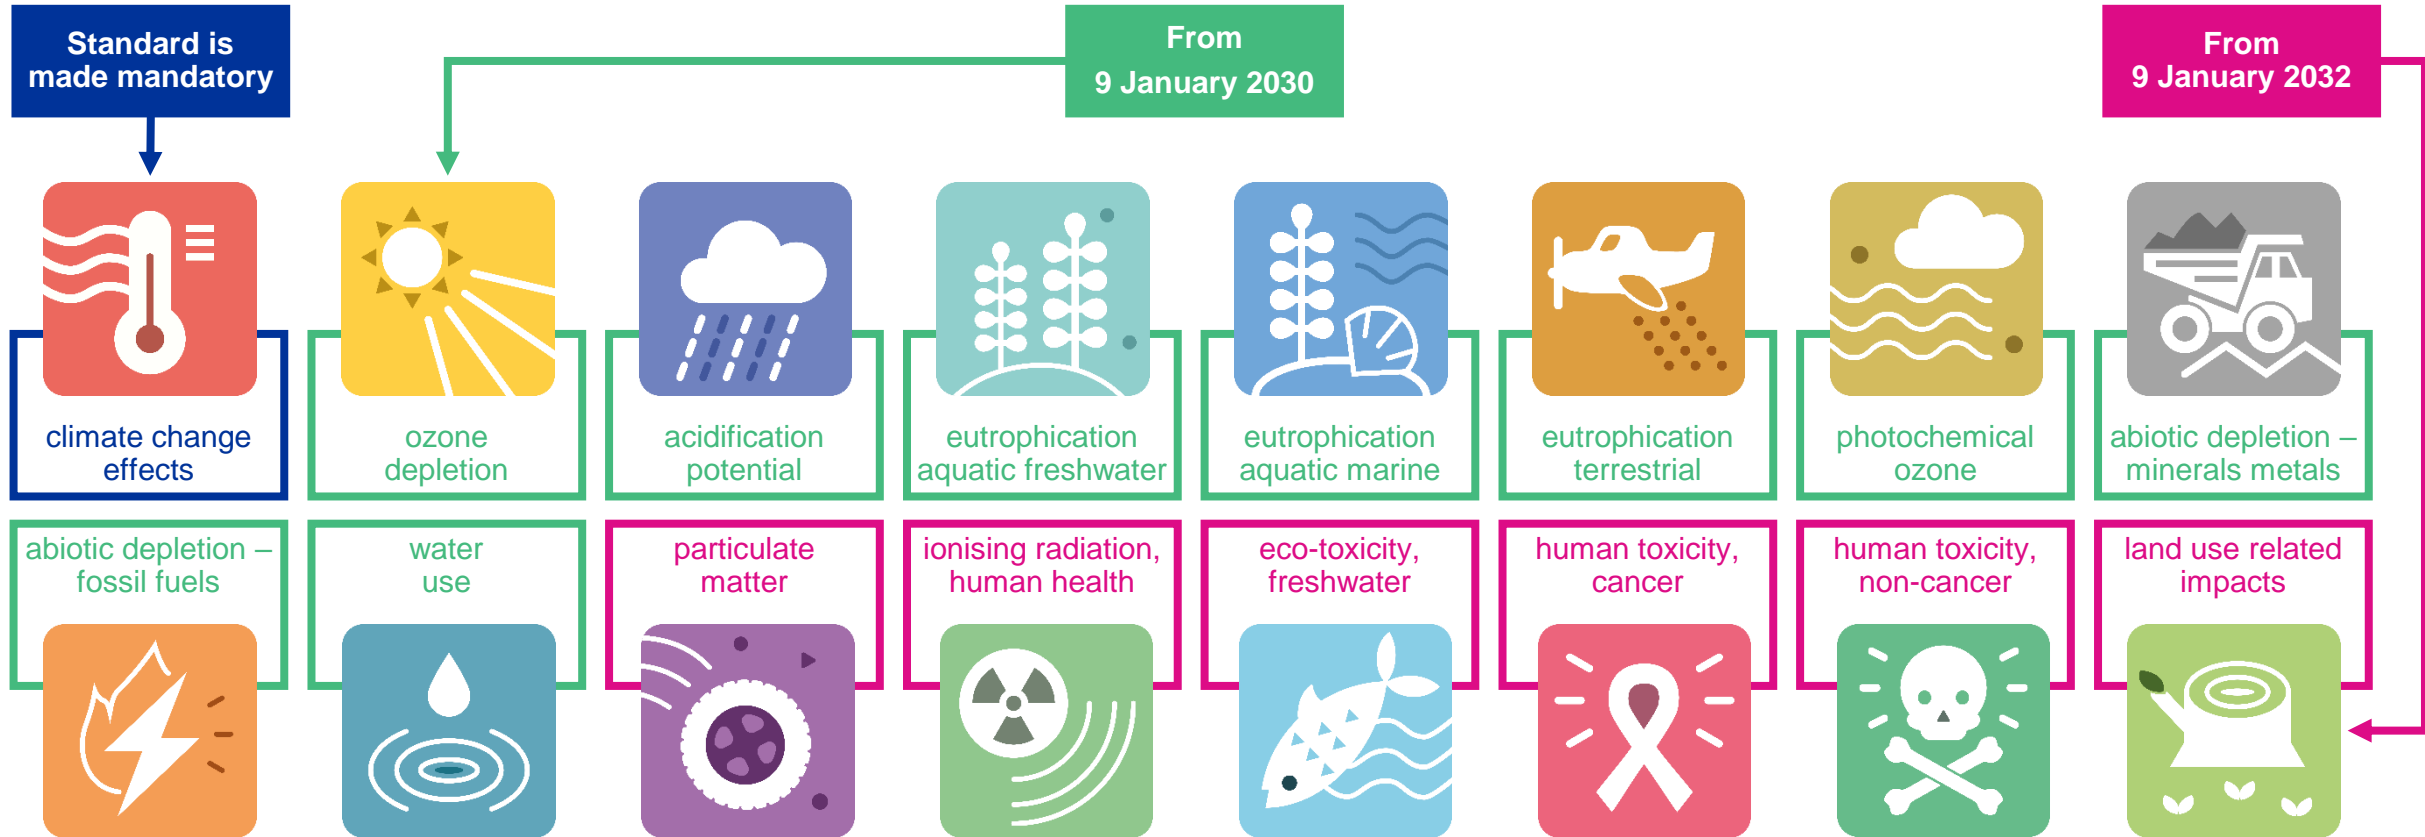 Standard is
made mandatory
From
9 January 2030
From
9 January 2032
climate change
effects
ozone
depletion
acidification
potential
eutrophication
aquatic freshwater
eutrophication
aquatic marine
eutrophication
terrestrial
photochemical
ozone
abiotic depletion –
minerals metals
abiotic depletion –
fossil fuels
water
use
particulate
matter
ionising radiation,
human health
eco-toxicity,
freshwater
human toxicity,
cancer
human toxicity,
non-cancer
land use related
impacts